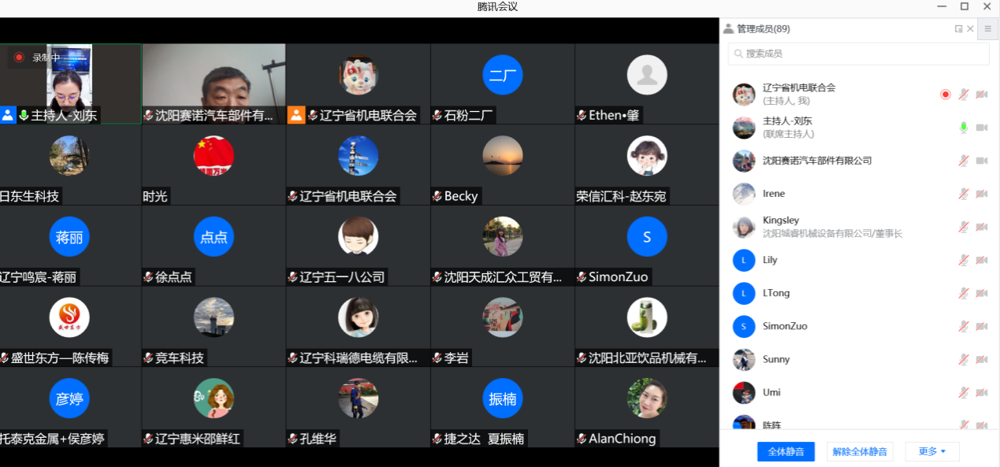 腾讯会议
录制中
主持人-刘东
沈阳赛诺汽车部件有...
辽宁省机电联合会
石粉二厂
二厂
Ethen•肇
日东生科技
时光
辽宁省机电联合会
Becky
荣信汇科-赵东宛
蒋丽
辽宁鸣宸-蒋丽
点点
徐点点
辽宁五一八公司
沈阳天成汇众工贸有...
S
SimonZuo
盛世东方
盛世东方—陈传梅
竞车科技
辽宁科瑞德电缆有限...
李岩
沈阳北亚饮品机械有...
彦婷
托泰克金属+侯彦婷
辽宁惠米邵鲜红
孔维华
振楠
捷之达 夏振楠
AlanChiong
管理成员(89)
搜索成员
辽宁省机电联合会
(主持人, 我)
主持人-刘东
(联席主持人)
沈阳赛诺汽车部件有限公司
Irene
Kingsley
沈阳城睿机械设备有限公司/董事长
L
Lily
L
LTong
S
SimonZuo
Sunny
Umi
陈阵
全体静音
解除全体静音
更多